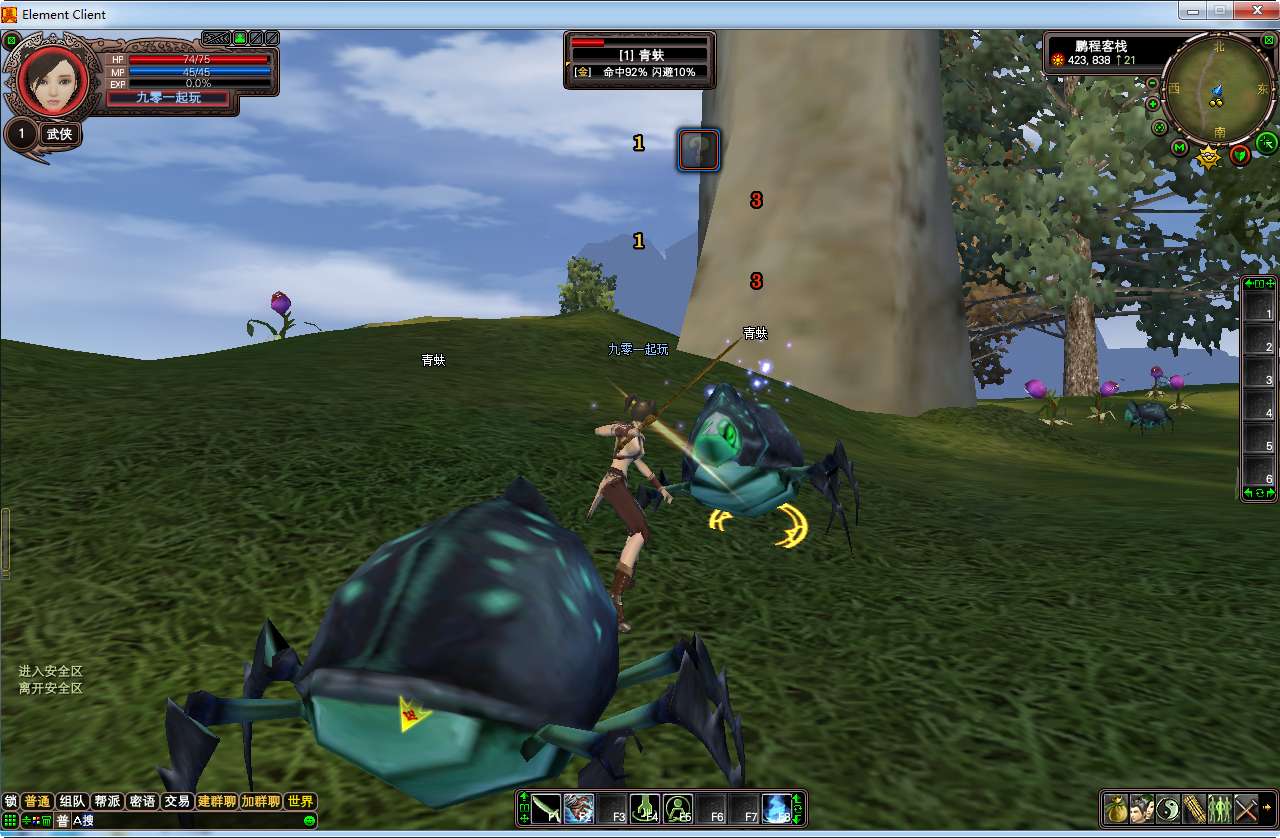 Element Client
HP 74/75
MP 45/45
EXP 0.0%
九零一起玩
1 武侠
[1] 青蚨
[金] 命中92% 闪避10%
鹏程客栈
423, 838 ↑21
北
西
东
南
M
1
3
1
3
青蚨
九零一起玩
青蚨
1
2
3
4
5
6
进入安全区
离开安全区
锁 普通 组队 帮派 密语 交易 建群聊 加群聊 世界
普 A搜
F1 F2 F3 F4 F5 F6 F7 F8